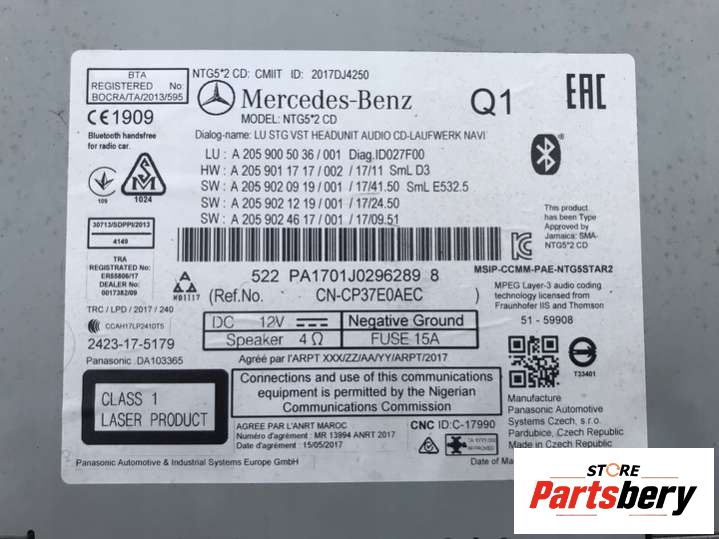 BTA
REGISTERED No:
BOCRA/TA/2013/595
CE1909
Bluetooth handsfree
for radio car.
109
1024
30713/SDPPI/2013
4149
TRA
REGISTERED No:
ER55806/17
DEALER No:
0017382/09
TRC / LPD / 2017 / 240
CCAH17LP2410T5
2423-17-5179
Panasonic :DA103365
CLASS 1
LASER PRODUCT
Panasonic Automotive & Industrial Systems Europe GmbH
NTG5*2 CD: CMIIT ID: 2017DJ4250
Mercedes-Benz
Q1
EAC
MODEL: NTG5*2 CD
Dialog-name: LU STG VST HEADUNIT AUDIO CD-LAUFWERK NAVI
LU : A 205 900 50 36 / 001 Diag.ID027F00
HW : A 205 901 17 17 / 002 / 17/11 SmL D3
SW : A 205 902 09 19 / 001 / 17/41.50 SmL E532.5
SW : A 205 902 12 19 / 001 / 17/24.50
SW : A 205 902 46 17 / 001 / 17/09.51
This product
has been Type
Approved by
Jamaica: SMA-
NTG5*2 CD
522 PA1701J0296289 8
MSIP-CCMM-PAE-NTG5STAR2
(Ref.No. CN-CP37E0AEC )
MPEG Layer-3 audio coding
technology licensed from
Fraunhofer IIS and Thomson
DC 12V Negative Ground
Speaker 4 Ω FUSE 15A
51 - 59908
Agréé par l'ARPT XXX/ZZ/AA/YY/ARPT/2017
T33401
Connections and use of this communications
equipment is permitted by the Nigerian
Communications Commission
AGREE PAR L'ANRT MAROC
Numéro d'agrément : MR 13894 ANRT 2017
Date d'agrément : 15/05/2017
CNC ID:C-17990
Manufacture
Panasonic Automotive
Systems Czech, s.r.o.
Pardubice, Czech Republic
Made in Czech Republic
Date of
STORE
Partsbery